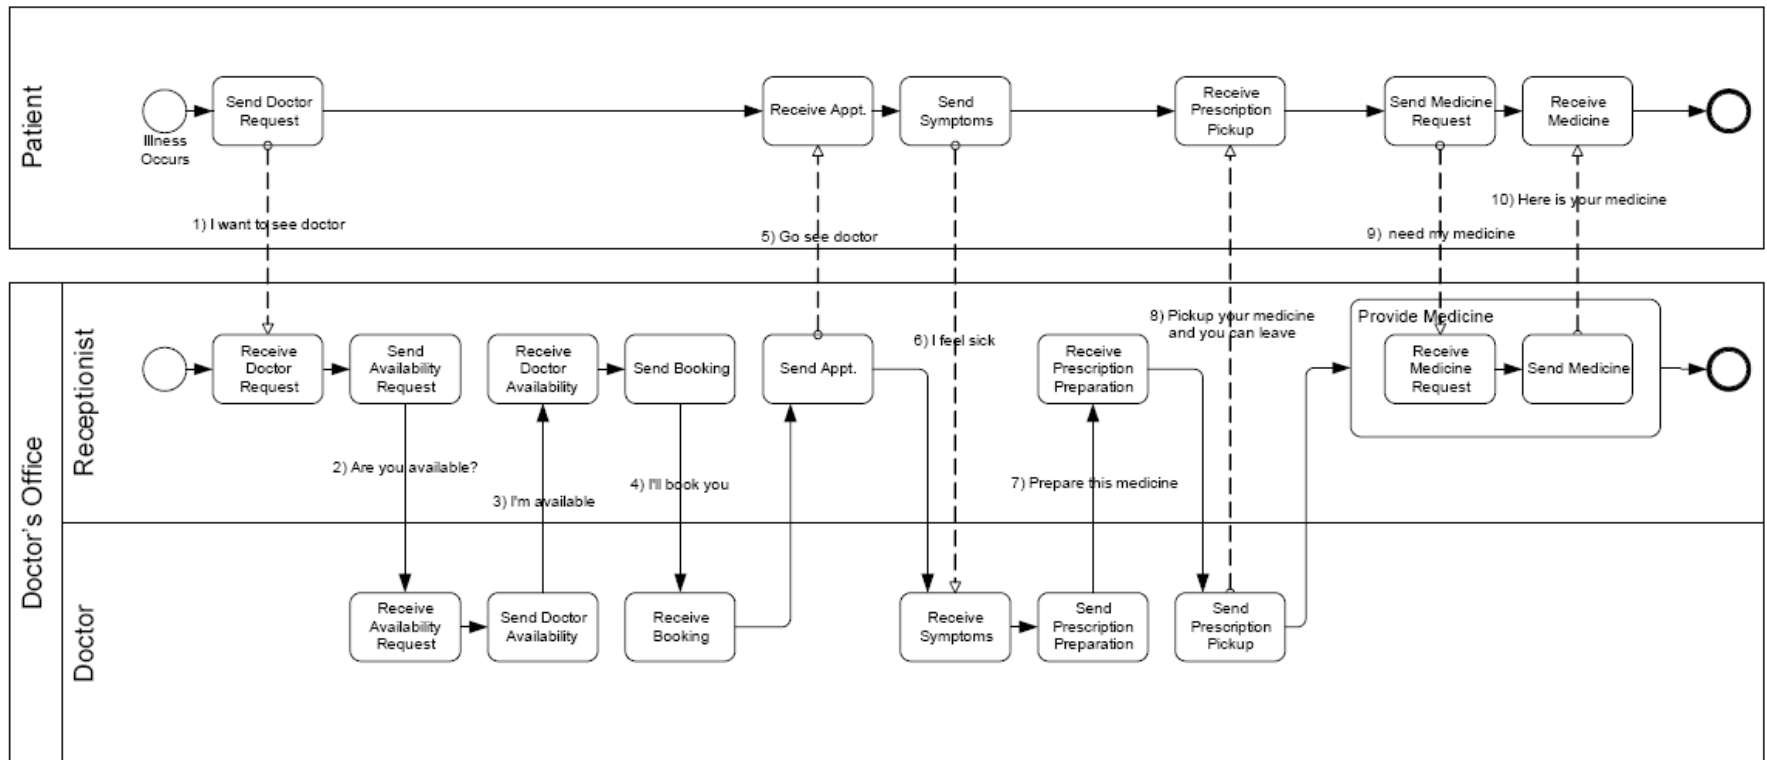 Patient
Illness
Occurs
Send Doctor
Request
Receive Appt.
Send
Symptoms
Receive
Prescription
Pickup
Send Medicine
Request
Receive
Medicine
1) I want to see doctor
5) Go see doctor
9) need my medicine
10) Here is your medicine
Doctor's Office
Receptionist
Receive
Doctor
Request
Send
Availability
Request
Receive
Doctor
Availability
Send Booking
Send Appt.
6) I feel sick
Receive
Prescription
Preparation
8) Pickup your medicine
and you can leave
Provide Medicine
Receive
Medicine
Request
Send Medicine
2) Are you available?
3) I'm available
4) I'll book you
7) Prepare this medicine
Doctor
Receive
Availability
Request
Send Doctor
Availability
Receive
Booking
Receive
Symptoms
Send
Prescription
Preparation
Send
Prescription
Pickup